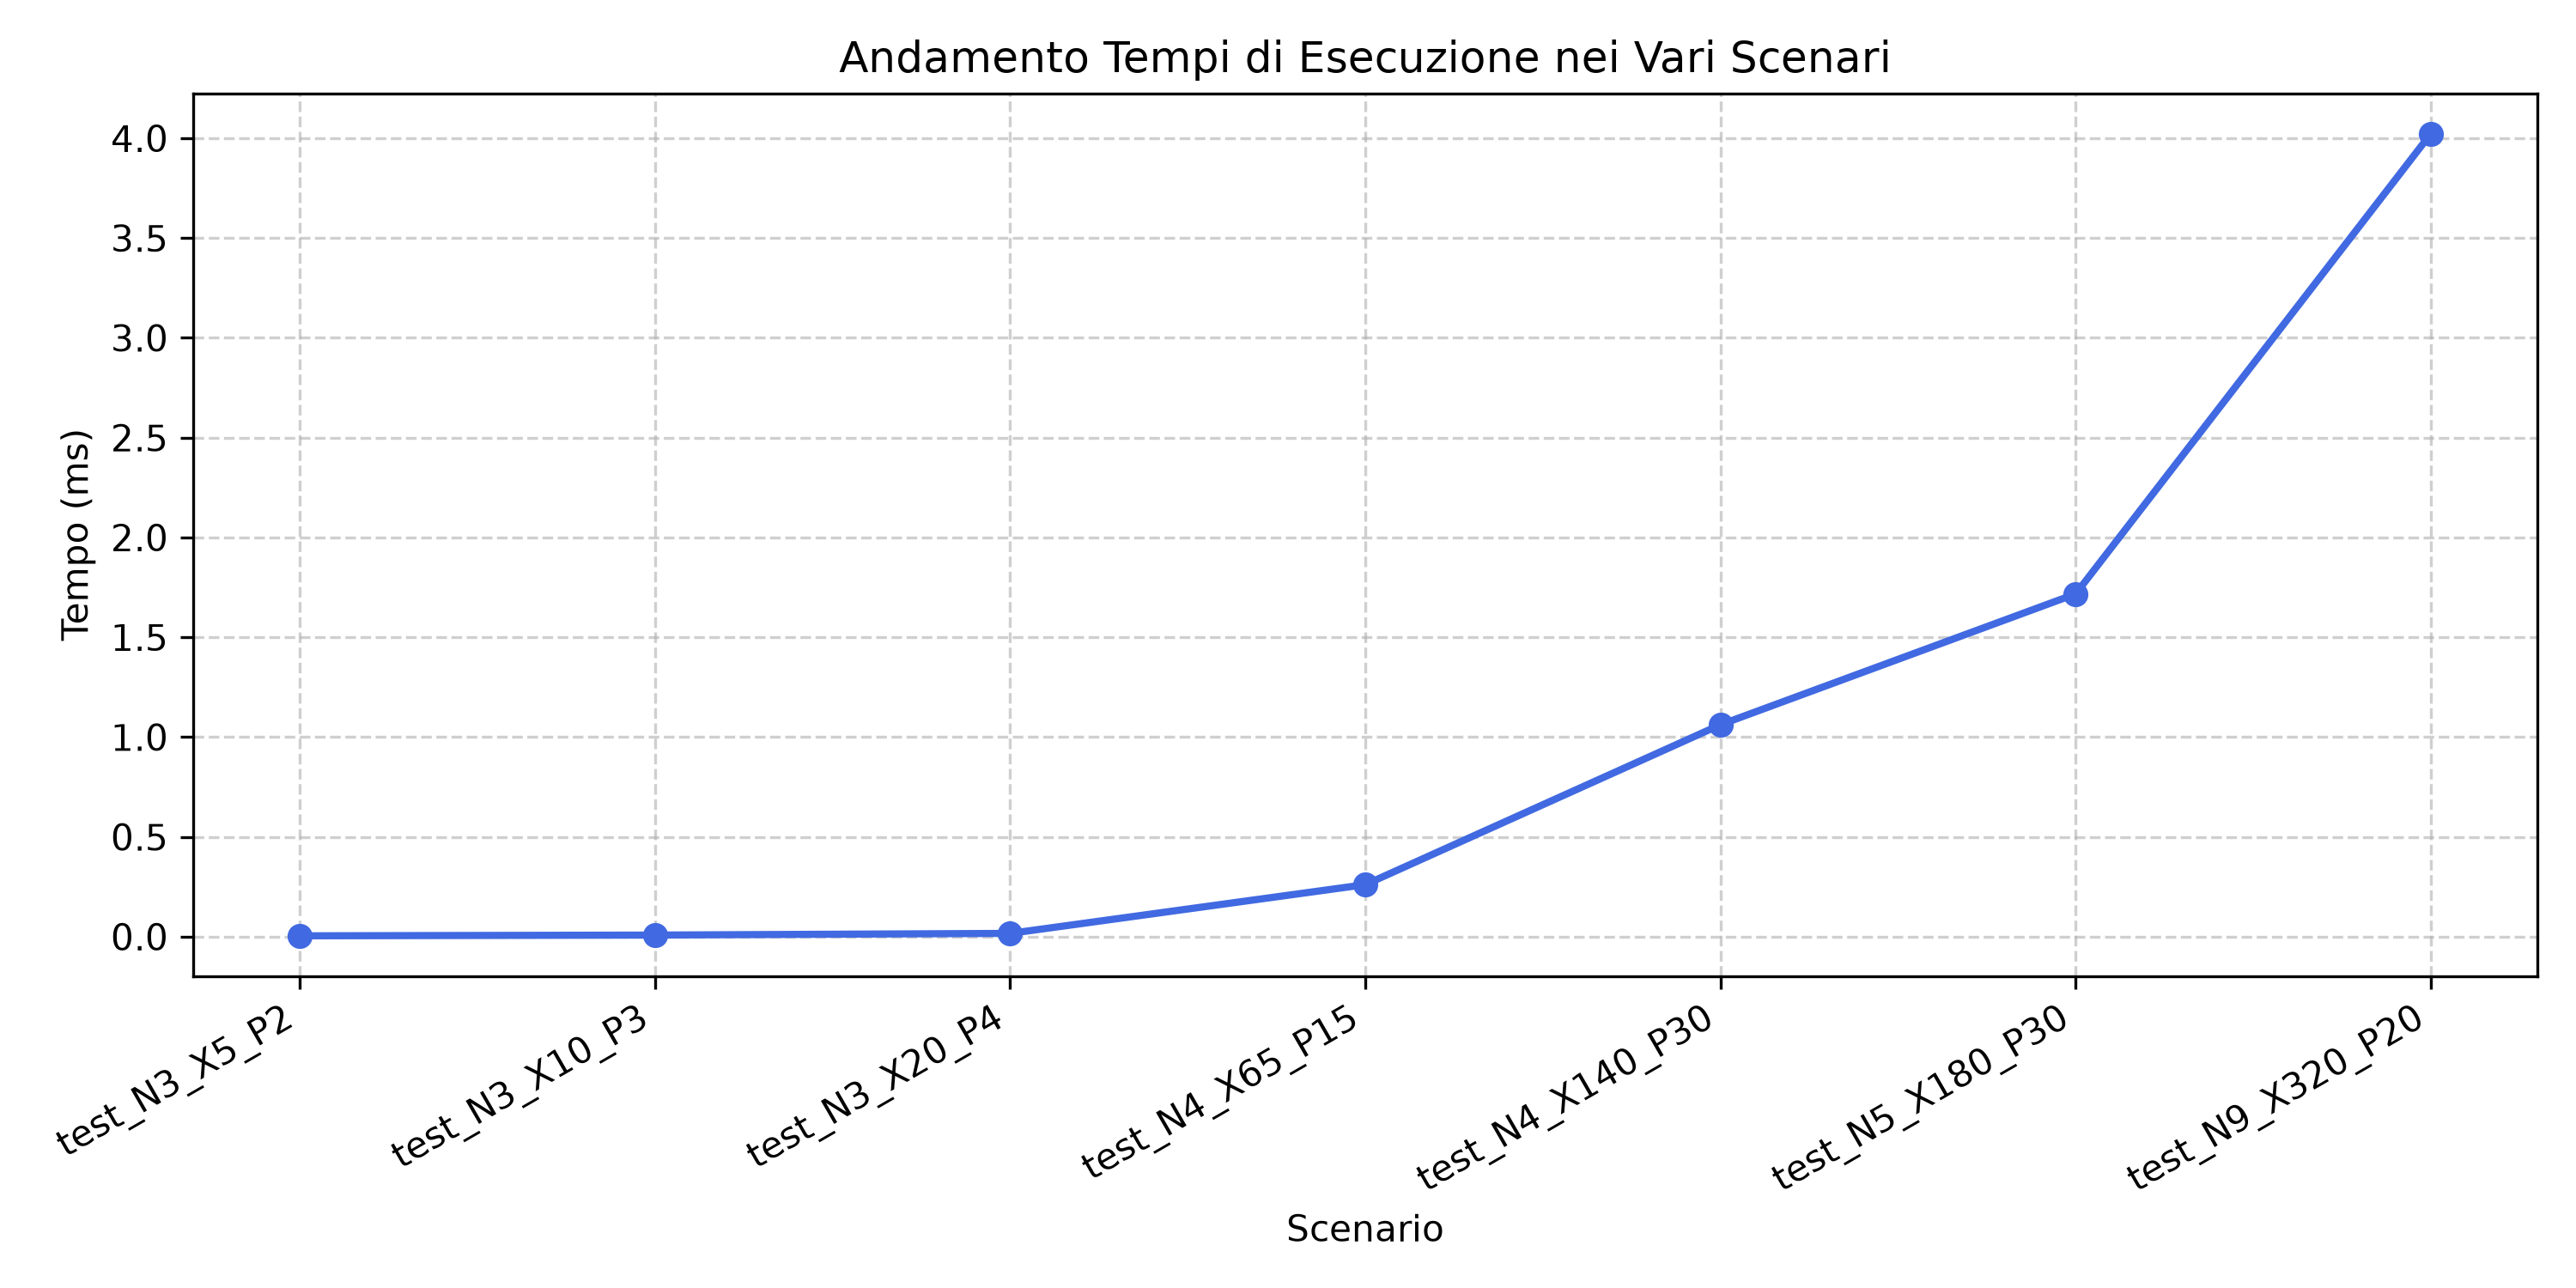 Andamento Tempi di Esecuzione nei Vari Scenari
Tempo (ms)
4.0
3.5
3.0
2.5
2.0
1.5
1.0
0.5
0.0
test_N3_X5_P2
test_N3_X10_P3
test_N3_X20_P4
test_N4_X65_P15
test_N4_X140_P30
test_N5_X180_P30
test_N9_X320_P20
Scenario